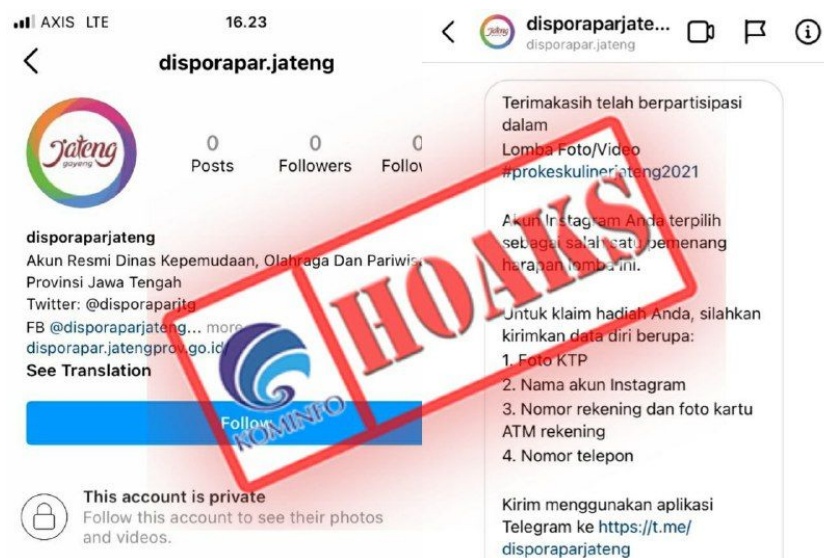 AXIS LTE
16.23
disporapar.jateng
Jateng
gayeng
0
0
0
Posts
Followers
Follow
disporaparjateng
Akun Resmi Dinas Kepemudaan, Olahraga Dan Pariwis
Provinsi Jawa Tengah
Twitter: @disporaparjtg
FB @disporaparjateng... more
disporapar.jatengprov.go.id/
See Translation
Follow
This account is private
Follow this account to see their photos
and videos.
disporaparjate...
disporapar.jateng
Jateng
Terimakasih telah berpartisipasi
dalam
Lomba Foto/Video
#prokeskulinerjateng2021
Akun Instagram Anda terpilih
sebagai salah satu pemenang
harapan lomba ini.
Untuk klaim hadiah Anda, silahkan
kirimkan data diri berupa:
1. Foto KTP
2. Nama akun Instagram
3. Nomor rekening dan foto kartu
ATM rekening
4. Nomor telepon
Kirim menggunakan aplikasi
Telegram ke https://t.me/
disporaparjateng
KOMINFO
HOAKS